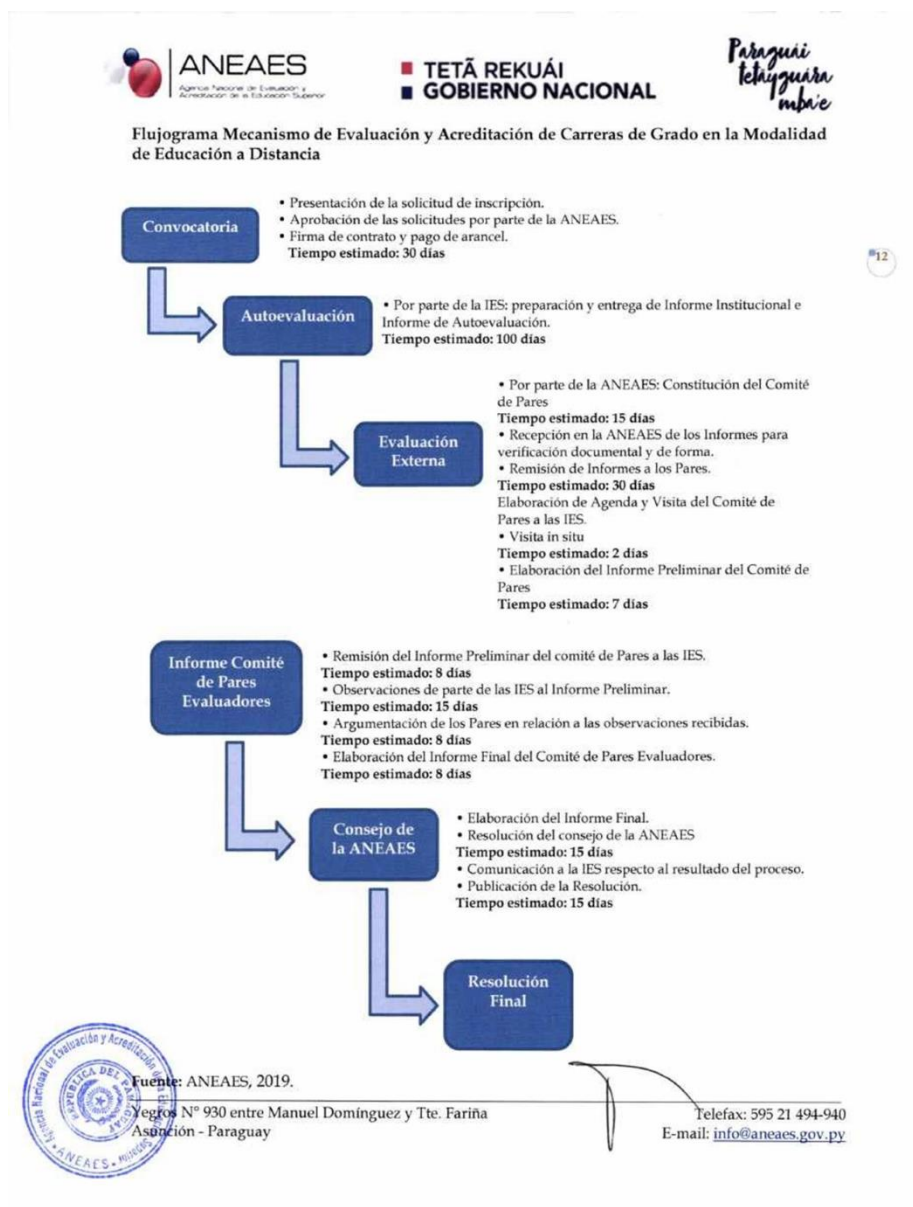 ANEAES
Agencia Nacional de Evaluación y
Acreditación de la Educación Superior
TETÃ REKUÁI
GOBIERNO NACIONAL
Paraguái
tetãyguára
mba'e
Flujograma Mecanismo de Evaluación y Acreditación de Carreras de Grado en la Modalidad
de Educación a Distancia
12
Convocatoria
• Presentación de la solicitud de inscripción.
• Aprobación de las solicitudes por parte de la ANEAES.
• Firma de contrato y pago de arancel.
Tiempo estimado: 30 días
Autoevaluación
• Por parte de la IES: preparación y entrega de Informe Institucional e
Informe de Autoevaluación.
Tiempo estimado: 100 días
Evaluación
Externa
• Por parte de la ANEAES: Constitución del Comité
de Pares
Tiempo estimado: 15 días
• Recepción en la ANEAES de los Informes para
verificación documental y de forma.
• Remisión de Informes a los Pares.
Tiempo estimado: 30 días
Elaboración de Agenda y Visita del Comité de
Pares a las IES.
• Visita in situ
Tiempo estimado: 2 días
• Elaboración del Informe Preliminar del Comité de
Pares
Tiempo estimado: 7 días
Informe Comité
de Pares
Evaluadores
• Remisión del Informe Preliminar del comité de Pares a las IES.
Tiempo estimado: 8 días
• Observaciones de parte de las IES al Informe Preliminar.
Tiempo estimado: 15 días
• Argumentación de los Pares en relación a las observaciones recibidas.
Tiempo estimado: 8 días
• Elaboración del Informe Final del Comité de Pares Evaluadores.
Tiempo estimado: 8 días
Consejo de
la ANEAES
• Elaboración del Informe Final.
• Resolución del consejo de la ANEAES
Tiempo estimado: 15 días
• Comunicación a la IES respecto al resultado del proceso.
• Publicación de la Resolución.
Tiempo estimado: 15 días
Resolución
Final
Agencia Nacional de Evaluación y Acreditación de la Educación Superior
REPUBLICA DEL PARAGUAY
ANEAES
Fuente: ANEAES, 2019.
Yegros N° 930 entre Manuel Domínguez y Tte. Fariña
Asunción - Paraguay
Telefax: 595 21 494-940
E-mail: info@aneaes.gov.py